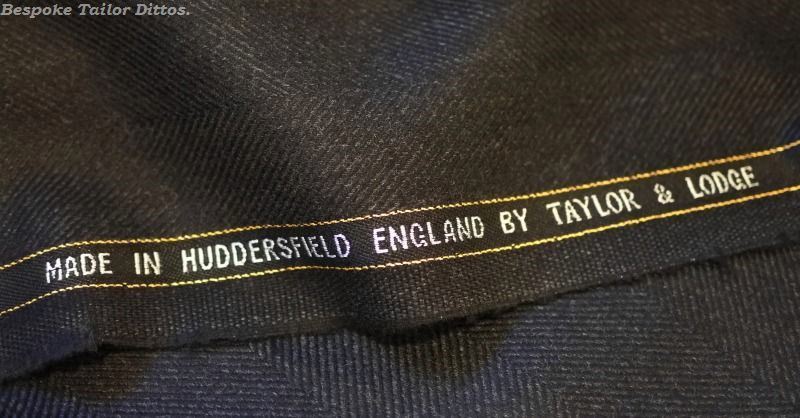 Bespoke Tailor Dittos.
MADE IN HUDDERSFIELD ENGLAND BY TAYLOR & LODGE